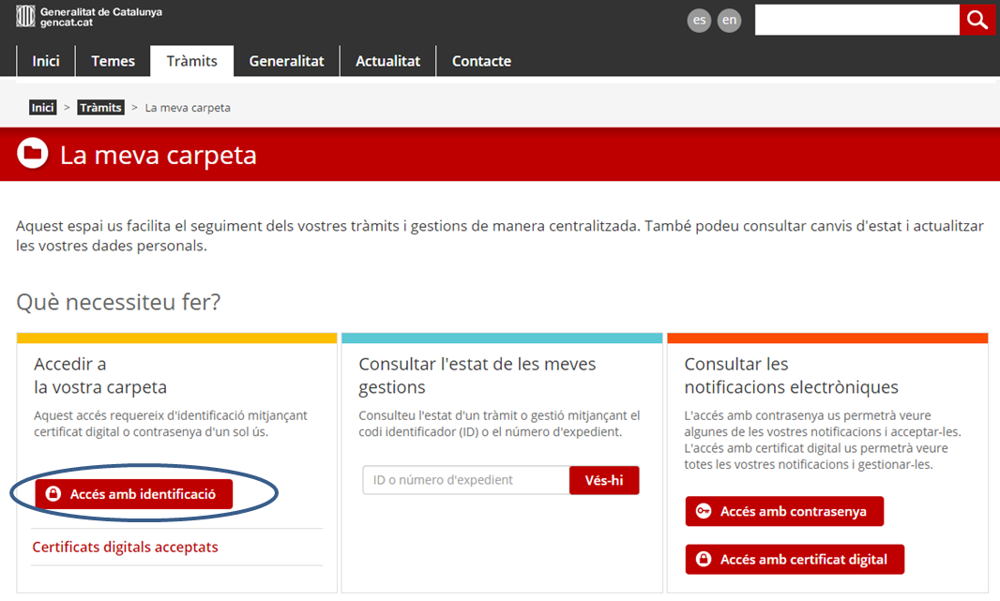 Generalitat de Catalunya
gencat.cat
es en
Inici Temes Tràmits Generalitat Actualitat Contacte
Inici > Tràmits > La meva carpeta
La meva carpeta
Aquest espai us facilita el seguiment dels vostres tràmits i gestions de manera centralitzada. També podeu consultar canvis d'estat i actualitzar
les vostres dades personals.
Què necessiteu fer?
Accedir a
la vostra carpeta
Aquest accés requereix d'identificació mitjançant
certificat digital o contrasenya d'un sol ús.
Accés amb identificació
Certificats digitals acceptats
Consultar l'estat de les meves
gestions
Consulteu l'estat d'un tràmit o gestió mitjançant el
codi identificador (ID) o el número d'expedient.
ID o número d'expedient Vés-hi
Consultar les
notificacions electròniques
L'accés amb contrasenya us permetrà veure
algunes de les vostres notificacions i acceptar-les.
L'accés amb certificat digital us permetrà veure
totes les vostres notificacions i gestionar-les.
Accés amb contrasenya
Accés amb certificat digital